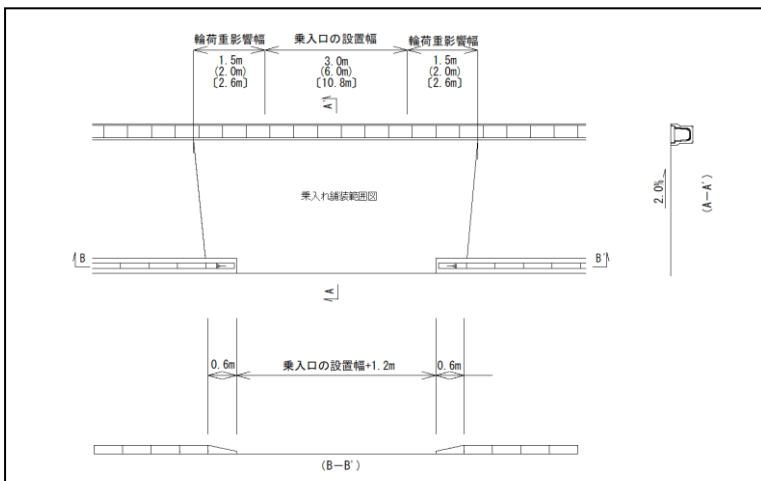 輪荷重影響幅
乗入口の設置幅
輪荷重影響幅
1.5m
(2.0m)
〔2.6m〕
3.0m
(6.0m)
〔10.8m〕
1.5m
(2.0m)
〔2.6m〕
A'
乗入れ舗装範囲図
2.0%
(A-A')
B
B'
A
0.6m
乗入口の設置幅+1.2m
0.6m
(B-B')